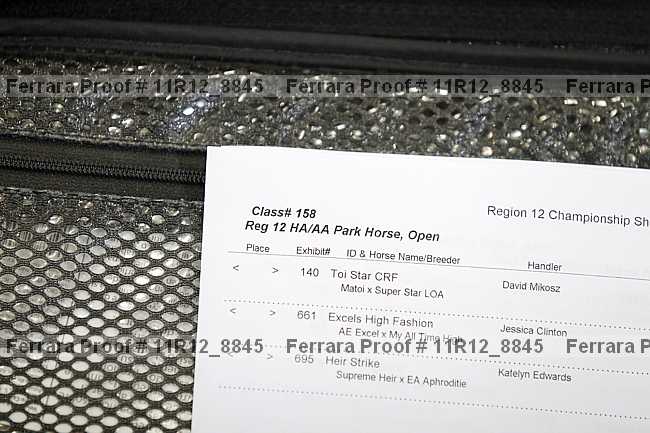 Ferrara Proof # 11R12_8845 Ferrara Proof # 11R12_8845 Ferrara Proof
Class# 158 Region 12 Championship Sh
Reg 12 HA/AA Park Horse, Open
Place Exhibit# ID & Horse Name/Breeder Handler
< > 140 Toi Star CRF David Mikosz
Matoi x Super Star LOA
< > 661 Excels High Fashion Jessica Clinton
AE Excel x My All Time High
Ferrara Proof # 11R12_8845 Ferrara Proof # 11R12_8845 Ferrara
< > 695 Heir Strike Katelyn Edwards
Supreme Heir x EA Aphroditie